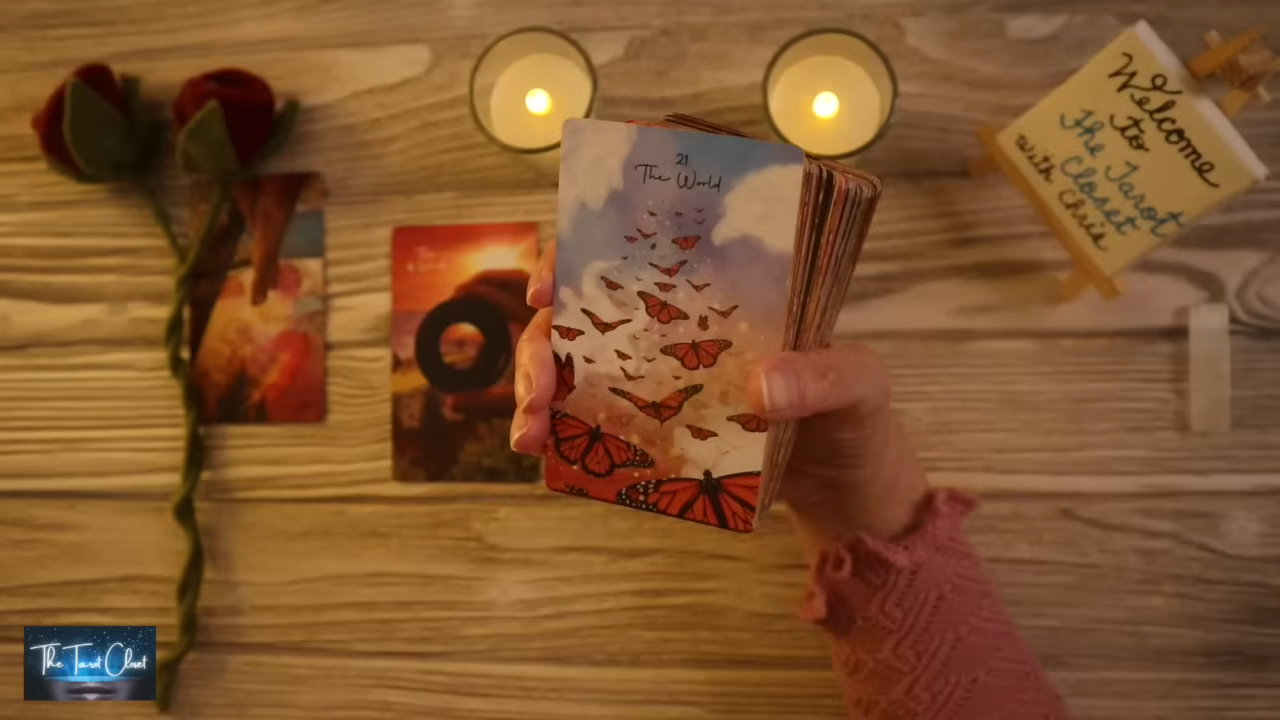 21
The World
Welcome
to
The Tarot
Closet
with Chris
The Tarot Closet